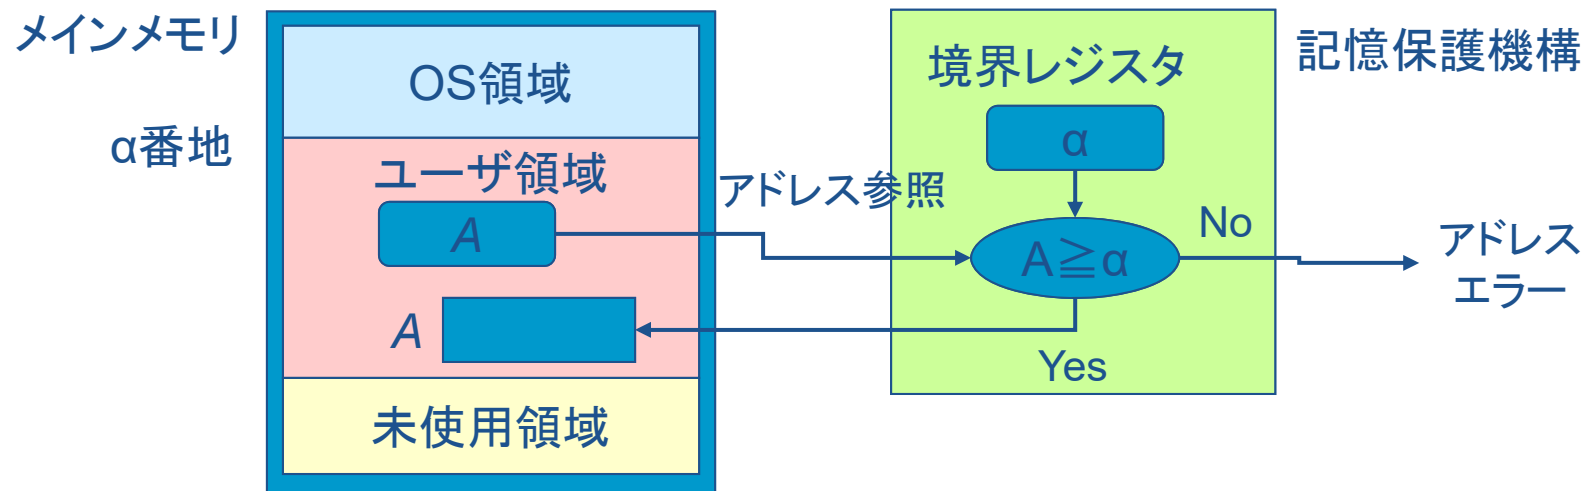 メインメモリ
OS領域
α番地
ユーザ領域
A
A
未使用領域
アドレス参照
境界レジスタ
α
A≧α
No
Yes
記憶保護機構
アドレス
エラー